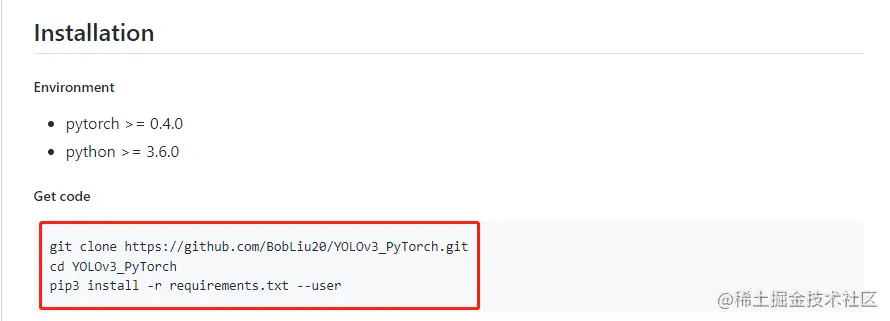 Installation
Environment
• pytorch >= 0.4.0
• python >= 3.6.0
Get code
git clone https://github.com/BobLiu20/YOLOv3_PyTorch.git
cd YOLOv3_PyTorch
pip3 install -r requirements.txt --user
@稀土掘金技术社区